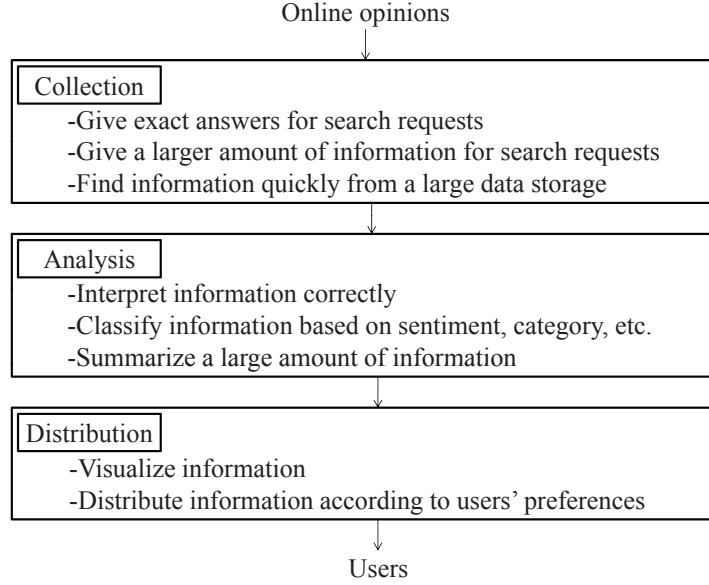 Online opinions
Collection
-Give exact answers for search requests
-Give a larger amount of information for search requests
-Find information quickly from a large data storage
Analysis
-Interpret information correctly
-Classify information based on sentiment, category, etc.
-Summarize a large amount of information
Distribution
-Visualize information
-Distribute information according to users’ preferences
Users